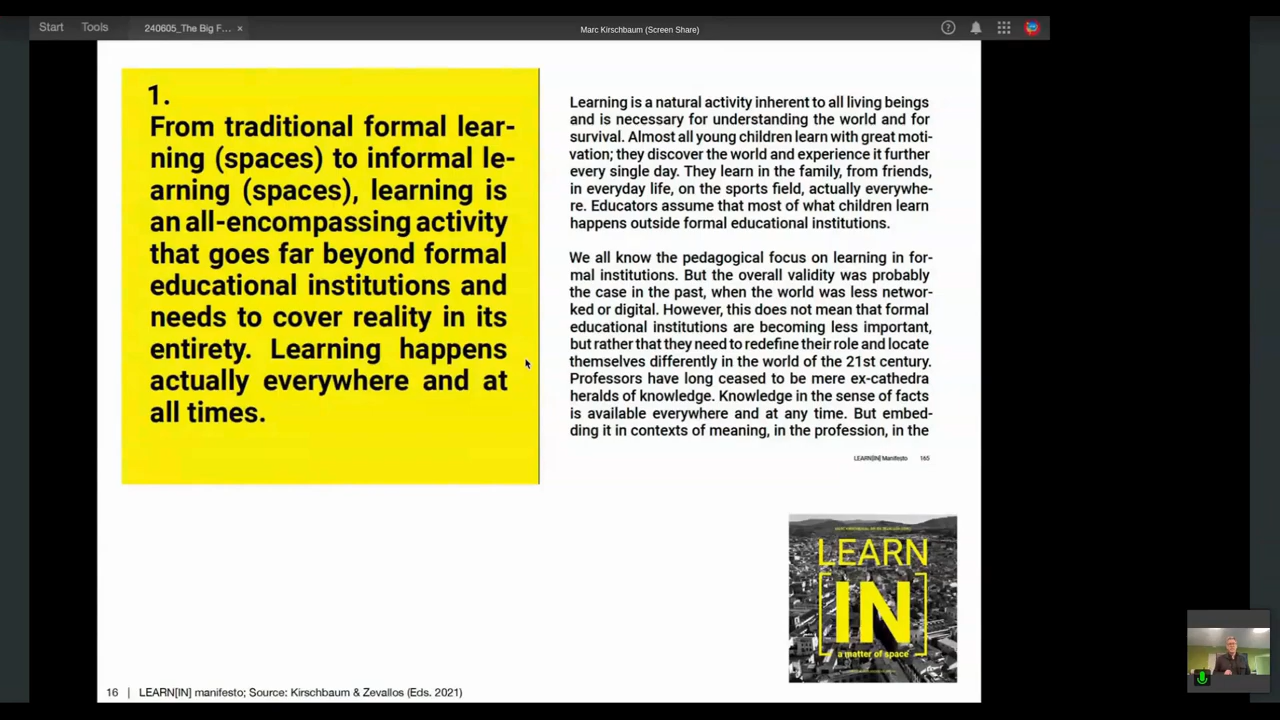 Start Tools 240605_The Big F... × Marc Kirschbaum (Screen Share)
1.
From traditional formal lear-
ning (spaces) to informal le-
arning (spaces), learning is
an all-encompassing activity
that goes far beyond formal
educational institutions and
needs to cover reality in its
entirety. Learning happens
actually everywhere and at
all times.
Learning is a natural activity inherent to all living beings
and is necessary for understanding the world and for
survival. Almost all young children learn with great moti-
vation; they discover the world and experience it further
every single day. They learn in the family, from friends,
in everyday life, on the sports field, actually everywhe-
re. Educators assume that most of what children learn
happens outside formal educational institutions.
We all know the pedagogical focus on learning in for-
mal institutions. But the overall validity was probably
the case in the past, when the world was less networ-
ked or digital. However, this does not mean that formal
educational institutions are becoming less important,
but rather that they need to redefine their role and locate
themselves differently in the world of the 21st century.
Professors have long ceased to be mere ex-cathedra
heralds of knowledge. Knowledge in the sense of facts
is available everywhere and at any time. But embed-
ding it in contexts of meaning, in the profession, in the
LEARN[IN] Manifesto 165
LEARN
[IN]
a matter of space
16 | LEARN[IN] manifesto; Source: Kirschbaum & Zevallos (Eds. 2021)